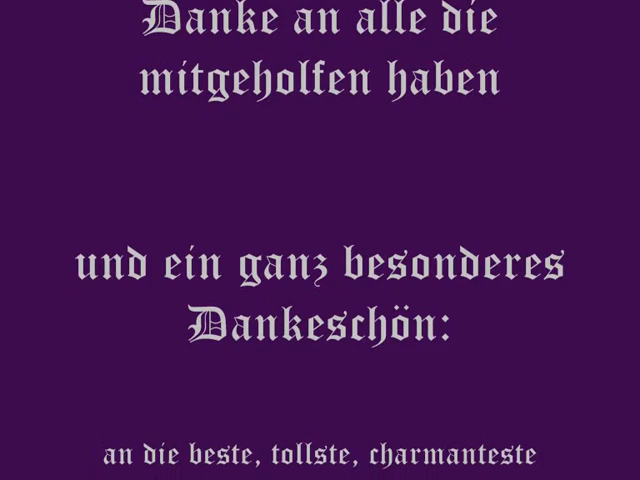 Danke an alle die
mitgeholfen haben
und ein ganz besonderes
Dankeschön:
an die beste, tollste, charmanteste